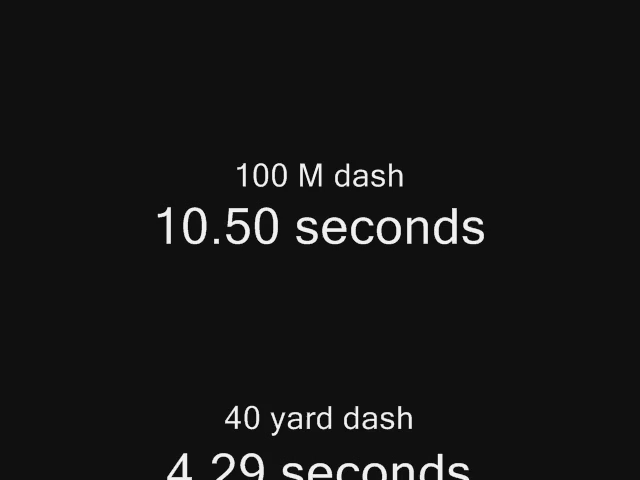 100 M dash
10.50 seconds
40 yard dash
4.29 seconds